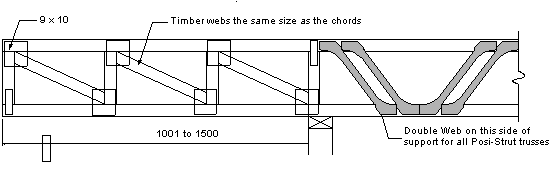 9 x 10
Timber webs the same size as the chords
1001 to 1500
Double Web on this side of
support for all Posi-Strut trusses